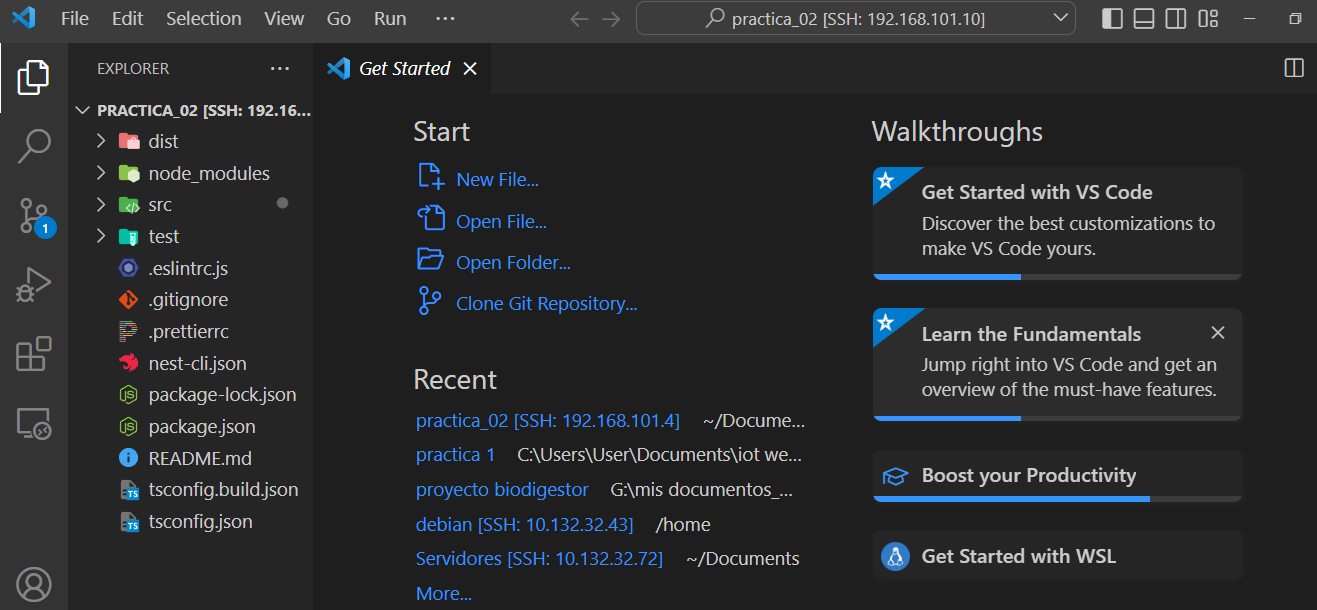 File Edit Selection View Go Run ···
practica_02 [SSH: 192.168.101.10]
EXPLORER ···
PRACTICA_02 [SSH: 192.16...
dist
node_modules
src
test
.eslintrc.js
.gitignore
.prettierrc
nest-cli.json
package-lock.json
package.json
README.md
tsconfig.build.json
tsconfig.json
1
Get Started
Start
New File...
Open File...
Open Folder...
Clone Git Repository...
Recent
practica_02 [SSH: 192.168.101.4] ~/Docume...
practica 1 C:\Users\User\Documents\iot we...
proyecto biodigestor G:\mis documentos_...
debian [SSH: 10.132.32.43] /home
Servidores [SSH: 10.132.32.72] ~/Documents
More...
Walkthroughs
Get Started with VS Code
Discover the best customizations to
make VS Code yours.
Learn the Fundamentals
Jump right into VS Code and get an
overview of the must-have features.
Boost your Productivity
Get Started with WSL